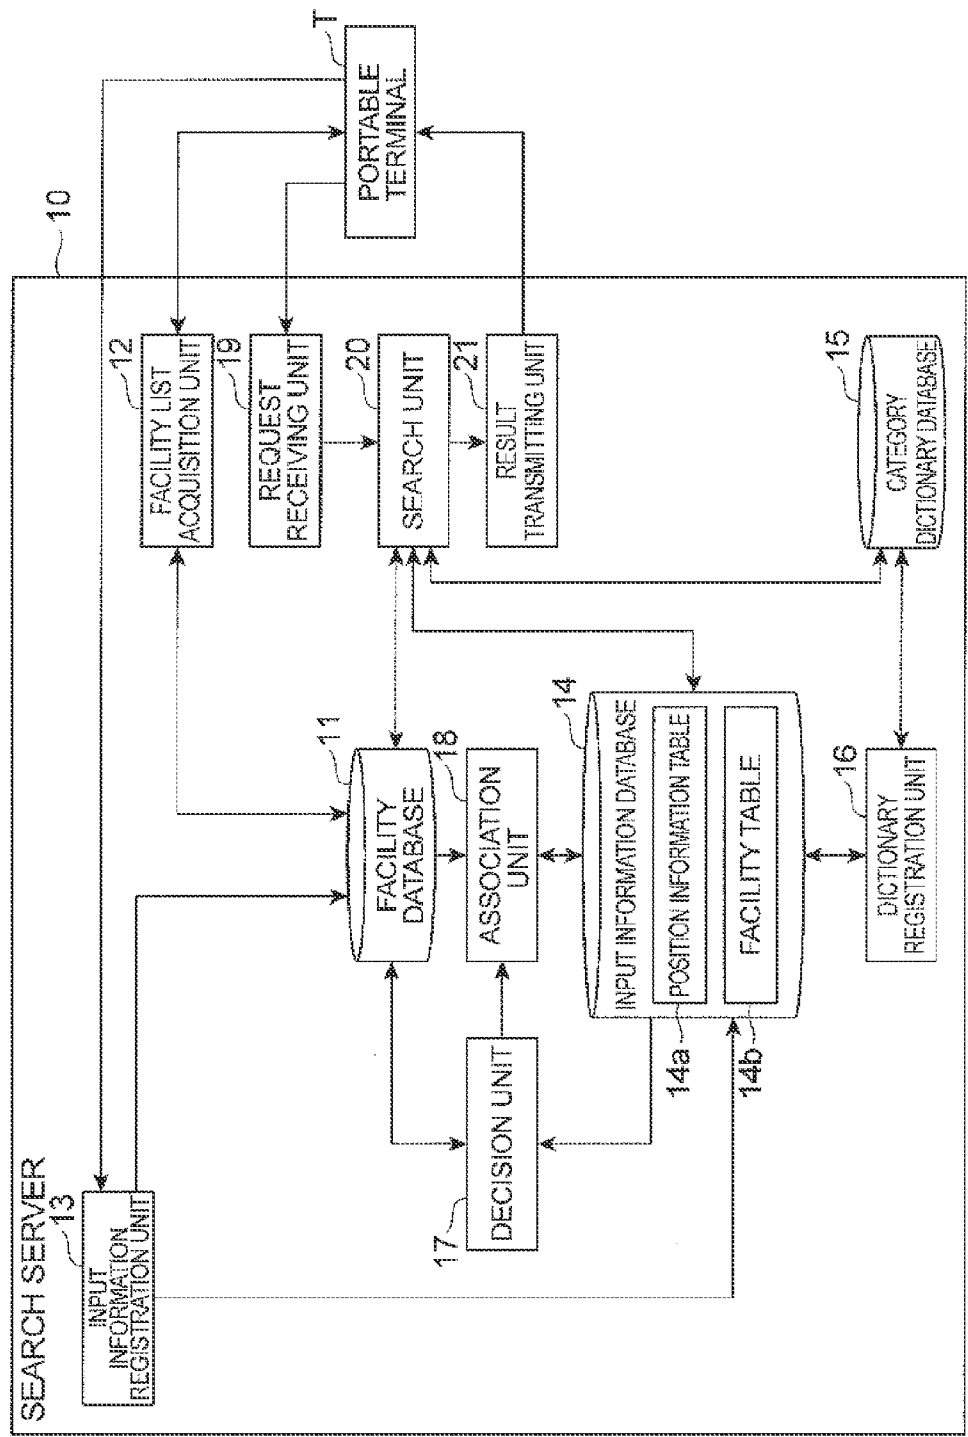 SEARCH SERVER
10
T
PORTABLE
TERMINAL
13
INPUT
INFORMATION
REGISTRATION UNIT
12
FACILITY LIST
ACQUISITION UNIT
19
REQUEST
RECEIVING UNIT
20
SEARCH UNIT
21
RESULT
TRANSMITTING UNIT
11
FACILITY
DATABASE
18
ASSOCIATION
UNIT
17
DECISION UNIT
14
INPUT INFORMATION DATABASE
POSITION INFORMATION TABLE
14a
FACILITY TABLE
14b
15
CATEGORY
DICTIONARY DATABASE
16
DICTIONARY
REGISTRATION UNIT